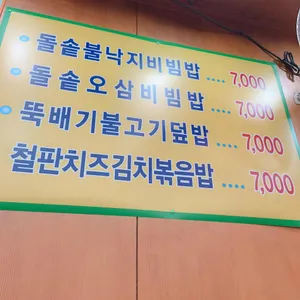 • 돌솥불낙지비빔밥 .... 7,000
• 돌솥오삼비빔밥 .... 7,000
• 뚝배기불고기덮밥 .... 7,000
철판치즈김치볶음밥 .... 7,000